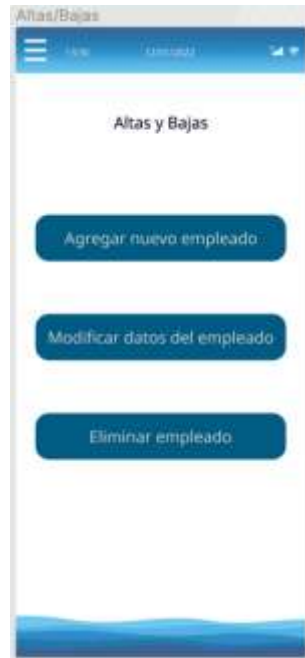 Altas/Bajas
Altas y Bajas
Agregar nuevo empleado
Modificar datos del empleado
Eliminar empleado